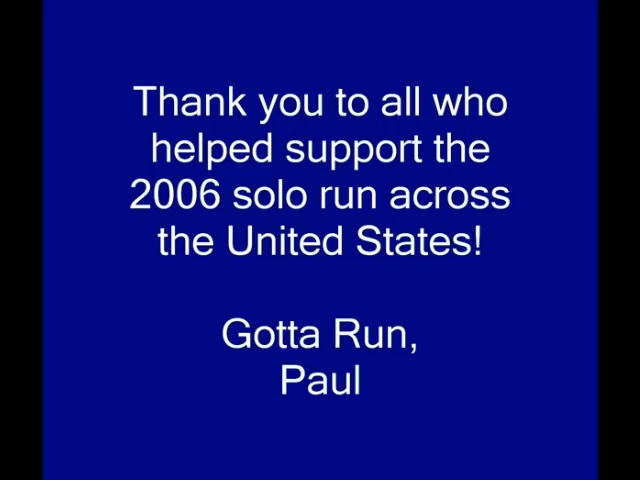 Thank you to all who
helped support the
2006 solo run across
the United States!
Gotta Run,
Paul